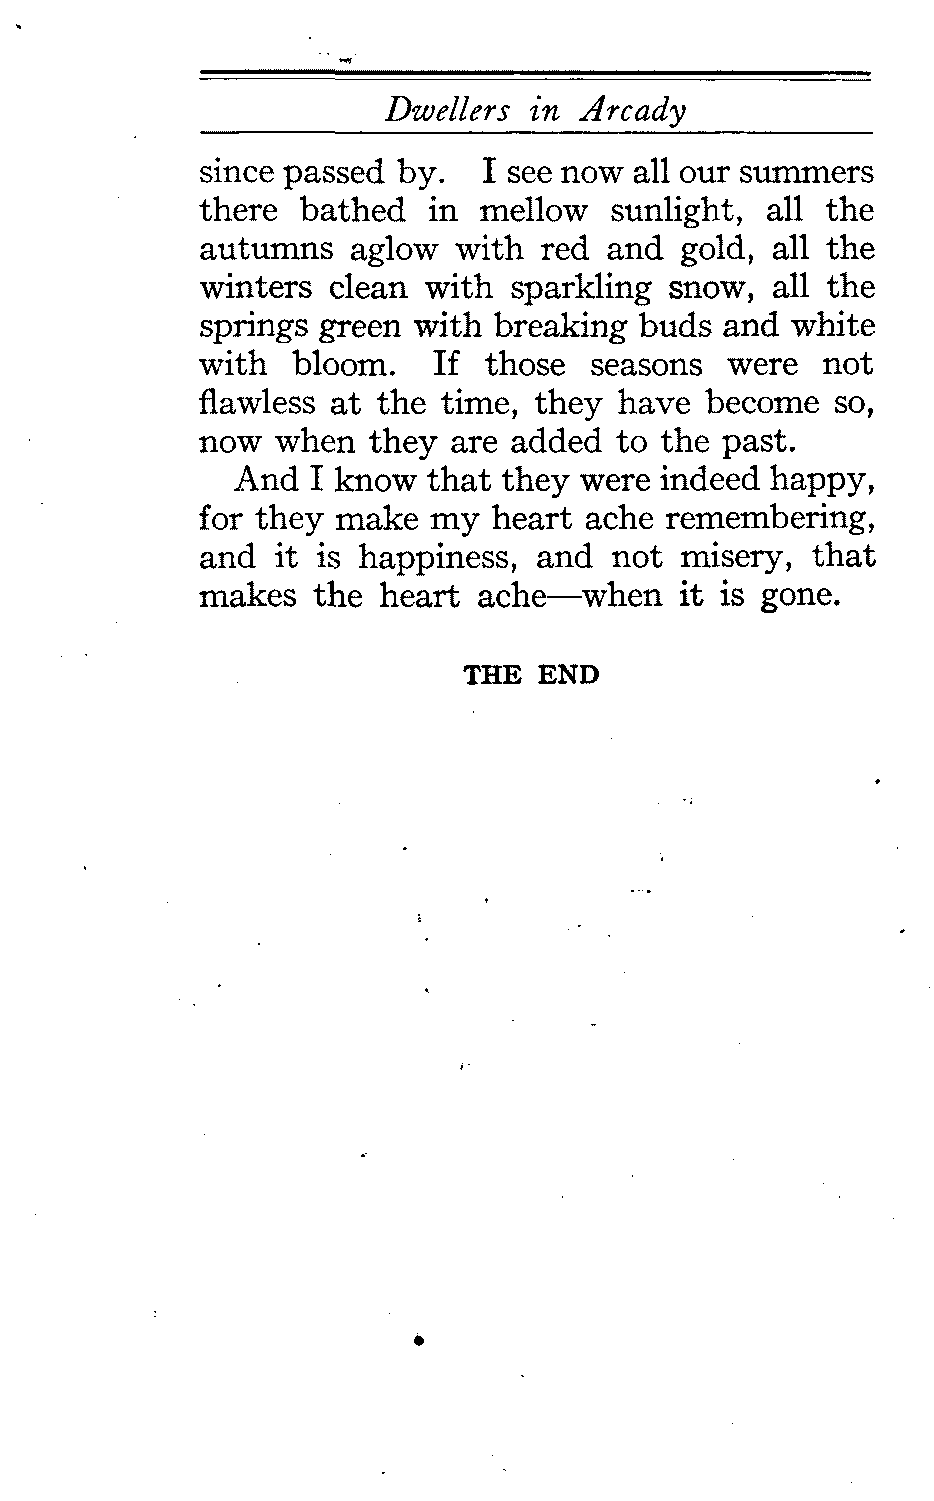 Dwellers in Arcady
since passed by. I see now all our summers
there bathed in mellow sunlight, all the
autumns aglow with red and gold, all the
winters clean with sparkling snow, all the
springs green with breaking buds and white
with bloom. If those seasons were not
flawless at the time, they have become so,
now when they are added to the past.
And I know that they were indeed happy,
for they make my heart ache remembering,
and it is happiness, and not misery, that
makes the heart ache—when it is gone.
THE END